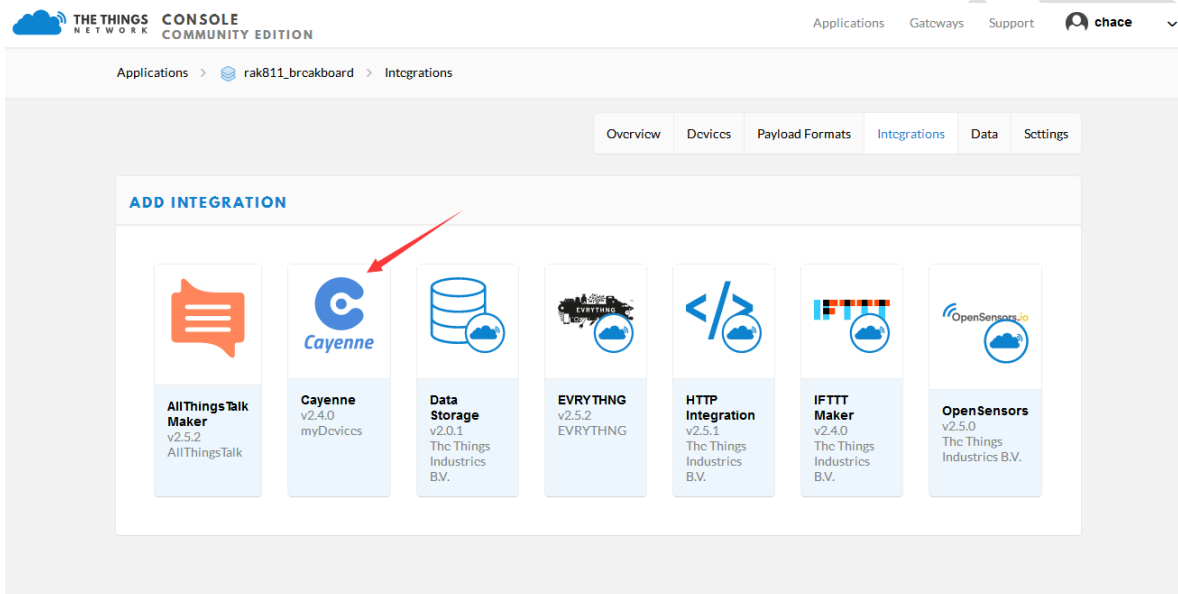 THE THINGS NETWORK
CONSOLE
COMMUNITY EDITION
Applications Gateways Support chace
Applications > rak811_breakboard > Integrations
Overview Devices Payload Formats Integrations Data Settings
ADD INTEGRATION
Cayenne
EVRYTHNG
IFTTT
OpenSensors.io
AllThingsTalk
Maker
v2.5.2
AllThingsTalk
Cayenne
v2.4.0
myDevices
Data
Storage
v2.0.1
The Things
Industries
B.V.
EVRYTHNG
v2.5.2
EVRYTHNG
HTTP
Integration
v2.5.1
The Things
Industries
B.V.
IFTTT
Maker
v2.4.0
The Things
Industries
B.V.
OpenSensors
v2.5.0
The Things
Industries B.V.